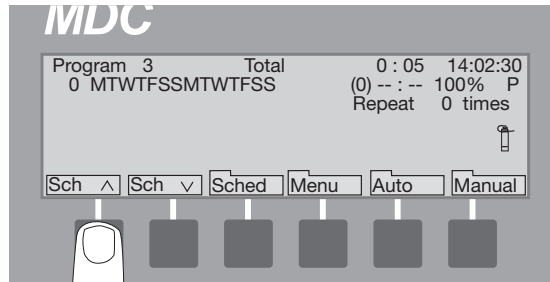 MDC
Program 3 Total 0 : 05 14:02:30
0 MTWTFSSMTWTFSS (0) -- : -- 100% P
Repeat 0 times
Sch ∧ Sch ∨ Sched Menu Auto Manual